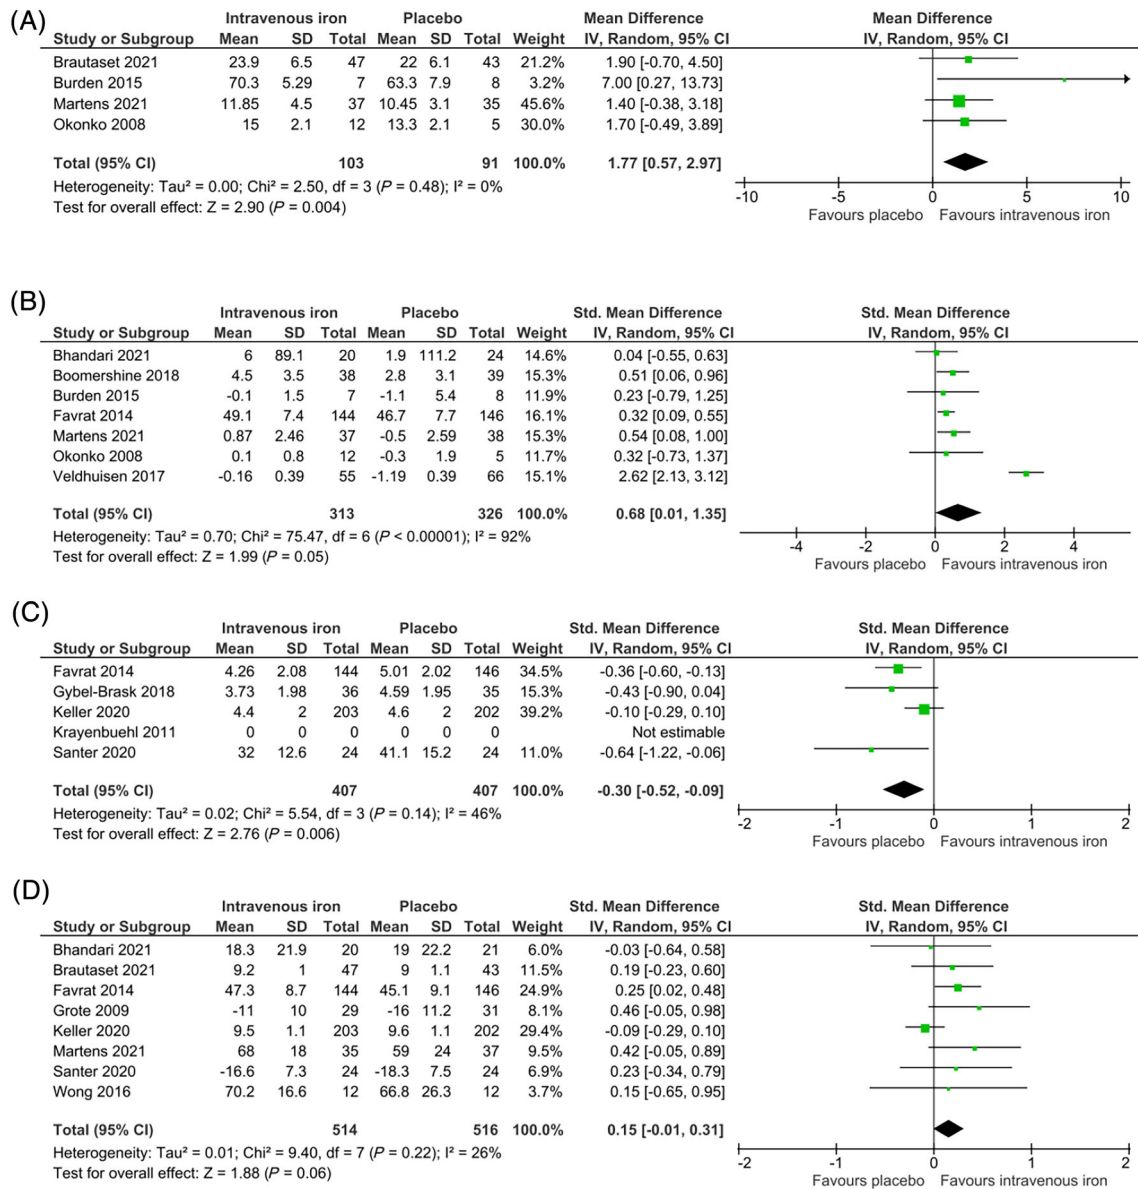 (A)
Intravenous iron Placebo Mean Difference Mean Difference
Study or Subgroup Mean SD Total Mean SD Total Weight IV, Random, 95% CI IV, Random, 95% CI
Brautaset 2021 23.9 6.5 47 22 6.1 43 21.2% 1.90 [-0.70, 4.50]
Burden 2015 70.3 5.29 7 63.3 7.9 8 3.2% 7.00 [0.27, 13.73]
Martens 2021 11.85 4.5 37 10.45 3.1 35 45.6% 1.40 [-0.38, 3.18]
Okonko 2008 15 2.1 12 13.3 2.1 5 30.0% 1.70 [-0.49, 3.89]
Total (95% CI) 103 91 100.0% 1.77 [0.57, 2.97]
Heterogeneity: Tau² = 0.00; Chi² = 2.50, df = 3 (P = 0.48); I² = 0%
Test for overall effect: Z = 2.90 (P = 0.004)
-10 -5 0 5 10
Favours placebo Favours intravenous iron
(B)
Intravenous iron Placebo Std. Mean Difference Std. Mean Difference
Study or Subgroup Mean SD Total Mean SD Total Weight IV, Random, 95% CI IV, Random, 95% CI
Bhandari 2021 6 89.1 20 1.9 111.2 24 14.6% 0.04 [-0.55, 0.63]
Boomershine 2018 4.5 3.5 38 2.8 3.1 39 15.3% 0.51 [0.06, 0.96]
Burden 2015 -0.1 1.5 7 -1.1 5.4 8 11.9% 0.23 [-0.79, 1.25]
Favrat 2014 49.1 7.4 144 46.7 7.7 146 16.1% 0.32 [0.09, 0.55]
Martens 2021 0.87 2.46 37 -0.5 2.59 38 15.3% 0.54 [0.08, 1.00]
Okonko 2008 0.1 0.8 12 -0.3 1.9 5 11.7% 0.32 [-0.73, 1.37]
Veldhuisen 2017 -0.16 0.39 55 -1.19 0.39 66 15.1% 2.62 [2.13, 3.12]
Total (95% CI) 313 326 100.0% 0.68 [0.01, 1.35]
Heterogeneity: Tau² = 0.70; Chi² = 75.47, df = 6 (P < 0.00001); I² = 92%
Test for overall effect: Z = 1.99 (P = 0.05)
-4 -2 0 2 4
Favours placebo Favours intravenous iron
(C)
Intravenous iron Placebo Std. Mean Difference Std. Mean Difference
Study or Subgroup Mean SD Total Mean SD Total Weight IV, Random, 95% CI IV, Random, 95% CI
Favrat 2014 4.26 2.08 144 5.01 2.02 146 34.5% -0.36 [-0.60, -0.13]
Gybel-Brask 2018 3.73 1.98 36 4.59 1.95 35 15.3% -0.43 [-0.90, 0.04]
Keller 2020 4.4 2 203 4.6 2 202 39.2% -0.10 [-0.29, 0.10]
Krayenbuehl 2011 0 0 0 0 0 0 Not estimable
Santer 2020 32 12.6 24 41.1 15.2 24 11.0% -0.64 [-1.22, -0.06]
Total (95% CI) 407 407 100.0% -0.30 [-0.52, -0.09]
Heterogeneity: Tau² = 0.02; Chi² = 5.54, df = 3 (P = 0.14); I² = 46%
Test for overall effect: Z = 2.76 (P = 0.006)
-2 -1 0 1 2
Favours placebo Favours intravenous iron
(D)
Intravenous iron Placebo Std. Mean Difference Std. Mean Difference
Study or Subgroup Mean SD Total Mean SD Total Weight IV, Random, 95% CI IV, Random, 95% CI
Bhandari 2021 18.3 21.9 20 19 22.2 21 6.0% -0.03 [-0.64, 0.58]
Brautaset 2021 9.2 1 47 9 1.1 43 11.5% 0.19 [-0.23, 0.60]
Favrat 2014 47.3 8.7 144 45.1 9.1 146 24.9% 0.25 [0.02, 0.48]
Grote 2009 -11 10 29 -16 11.2 31 8.1% 0.46 [-0.05, 0.98]
Keller 2020 9.5 1.1 203 9.6 1.1 202 29.4% -0.09 [-0.29, 0.10]
Martens 2021 68 18 35 59 24 37 9.5% 0.42 [-0.05, 0.89]
Santer 2020 -16.6 7.3 24 -18.3 7.5 24 6.9% 0.23 [-0.34, 0.79]
Wong 2016 70.2 16.6 12 66.8 26.3 12 3.7% 0.15 [-0.65, 0.95]
Total (95% CI) 514 516 100.0% 0.15 [-0.01, 0.31]
Heterogeneity: Tau² = 0.01; Chi² = 9.40, df = 7 (P = 0.22); I² = 26%
Test for overall effect: Z = 1.88 (P = 0.06)
-2 -1 0 1 2
Favours placebo Favours intravenous iron